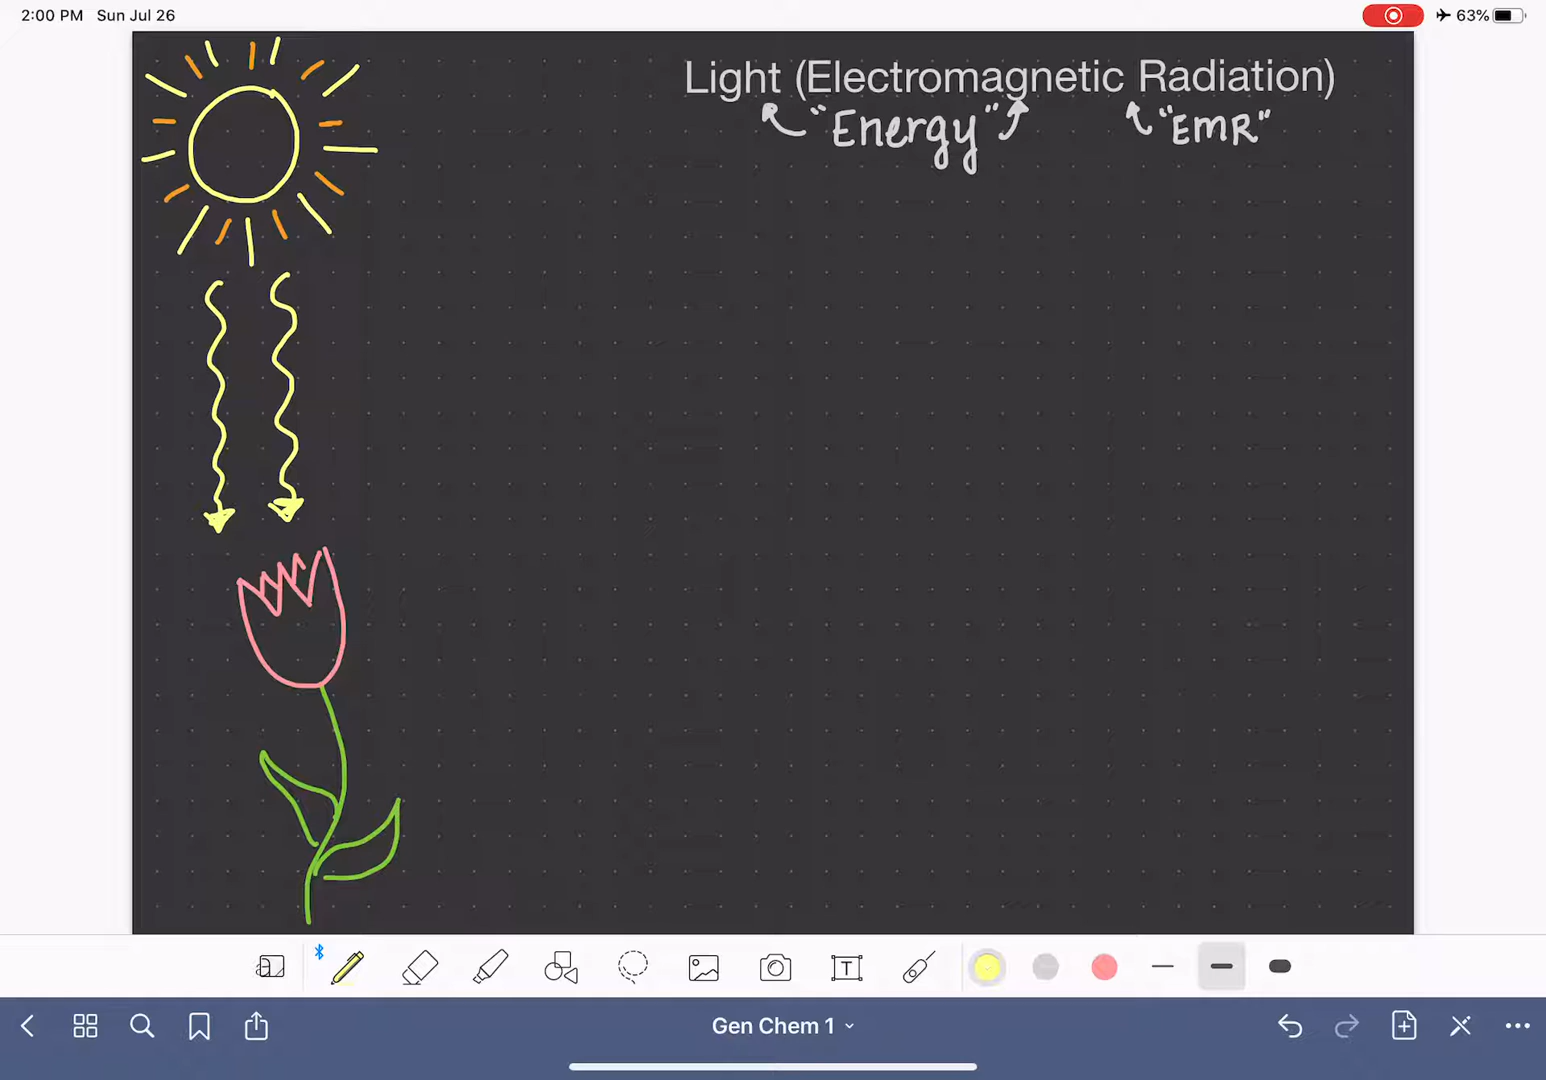 2:00 PM Sun Jul 26
63%
Light (Electromagnetic Radiation)
"Energy" "EMR"
T
Gen Chem 1